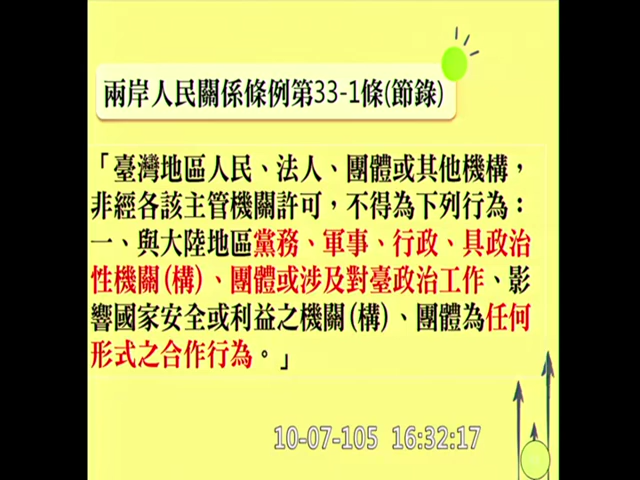 兩岸人民關係條例第33-1條(節錄)
「臺灣地區人民、法人、團體或其他機構，
非經各該主管機關許可，不得為下列行為：
一、與大陸地區黨務、軍事、行政、具政治
性機關(構)、團體或涉及對臺政治工作、影
響國家安全或利益之機關(構)、團體為任何
形式之合作行為。」
10-07-105 16:32:17